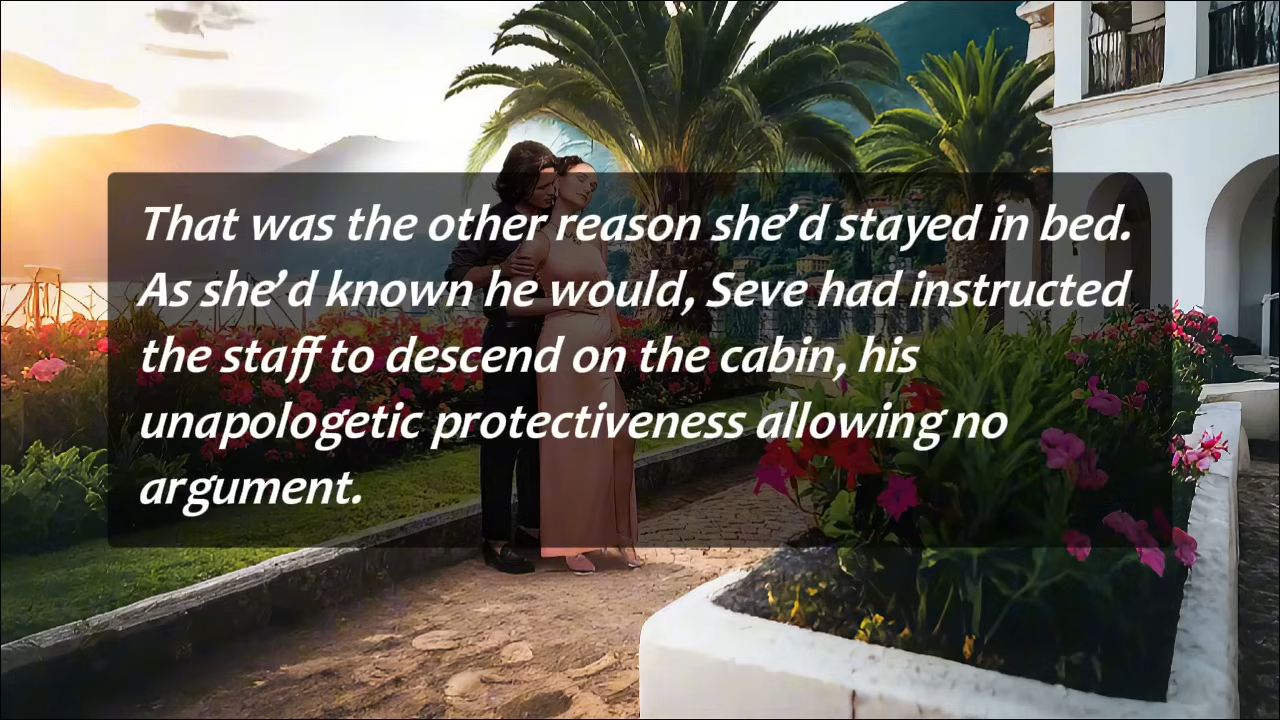 That was the other reason she’d stayed in bed.
As she’d known he would, Seve had instructed
the staff to descend on the cabin, his
unapologetic protectiveness allowing no
argument.